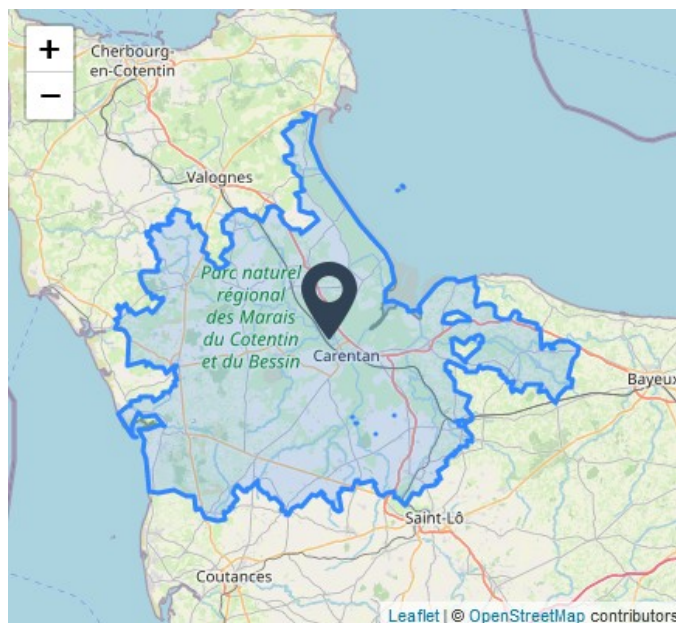 +
−
Cherbourg-
en-Cotentin
Valognes
Parc naturel
régional
des Marais
du Cotentin
et du Bessin
Carentan
Bayeux
Saint-Lô
Coutances
Leaflet | © OpenStreetMap contributors